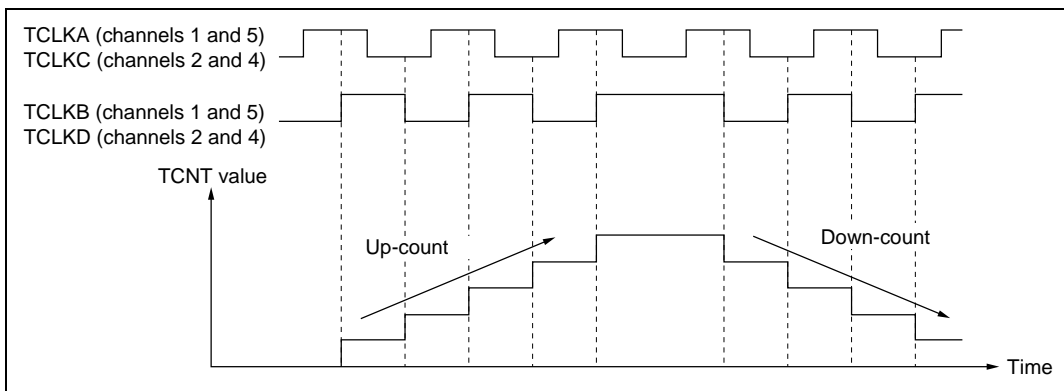 TCLKA (channels 1 and 5)
TCLKC (channels 2 and 4)
TCLKB (channels 1 and 5)
TCLKD (channels 2 and 4)
TCNT value
Up-count
Down-count
Time